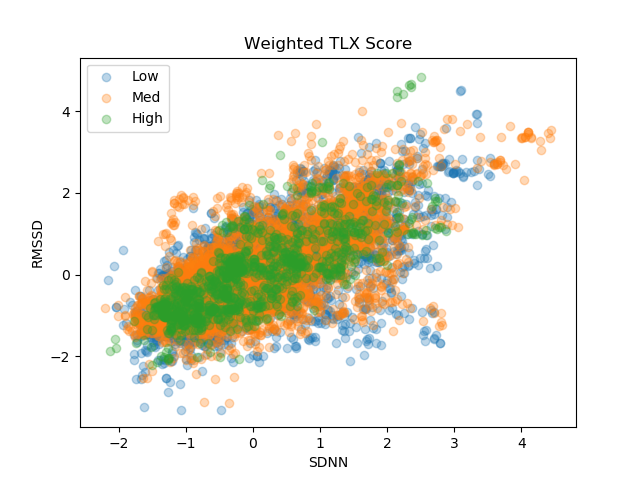 Weighted TLX Score
Low
Med
High
RMSSD
4
2
0
−2
−2
−1
0
1
2
3
4
SDNN